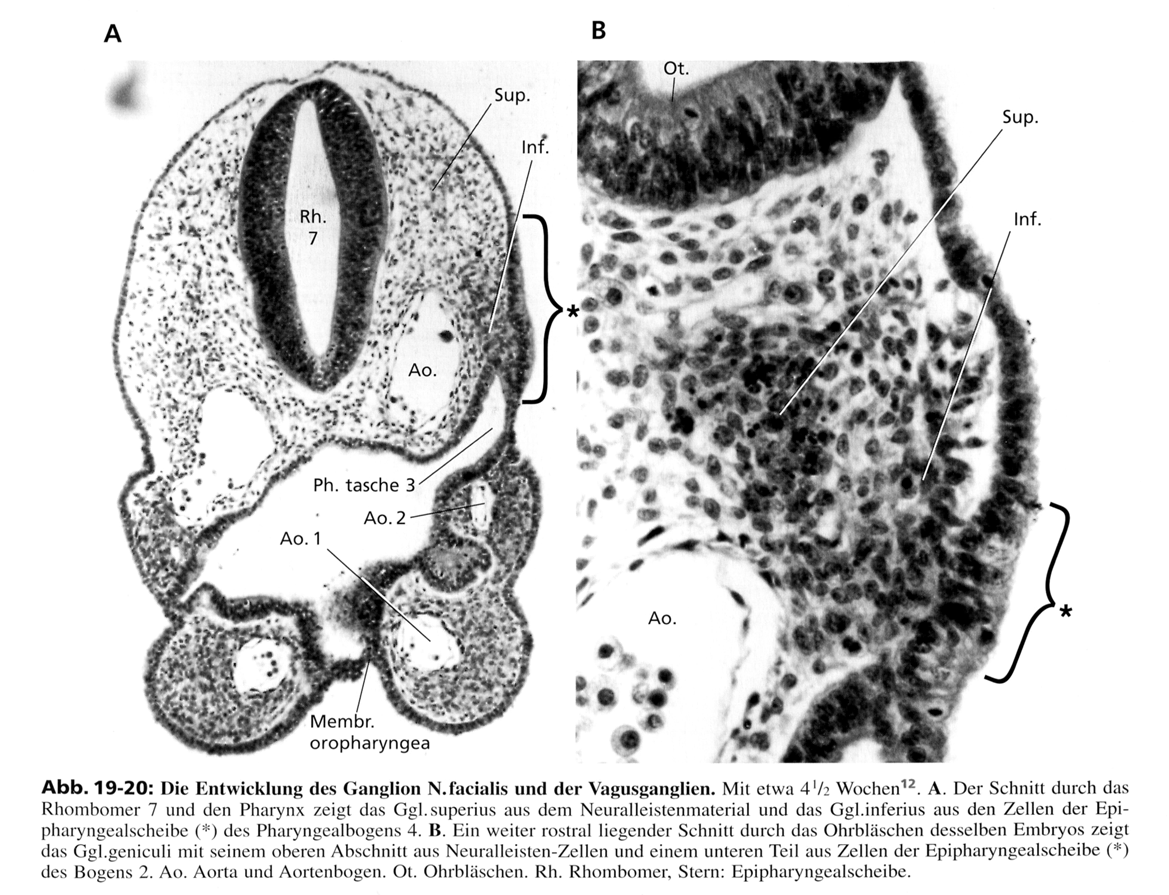 A
B
Sup.
Inf.
Rh.
7
Ao.
*
Ph. tasche 3
Ao. 2
Ao. 1
Membr.
oropharyngea
Ot.
Sup.
Inf.
Ao.
*
Abb. 19-20: Die Entwicklung des Ganglion N. facialis und der Vagusganglien. Mit etwa 4 1/2 Wochen12. A. Der Schnitt durch das
Rhombomer 7 und den Pharynx zeigt das Ggl. superius aus dem Neuralleistenmaterial und das Ggl. inferius aus den Zellen der Epi-
pharyngealscheibe (*) des Pharyngealbogens 4. B. Ein weiter rostral liegender Schnitt durch das Ohrbläschen desselben Embryos zeigt
das Ggl. geniculi mit seinem oberen Abschnitt aus Neuralleisten-Zellen und einem unteren Teil aus Zellen der Epipharyngealscheibe (*)
des Bogens 2. Ao. Aorta und Aortenbogen. Ot. Ohrbläschen. Rh. Rhombomer, Stern: Epipharyngealscheibe.